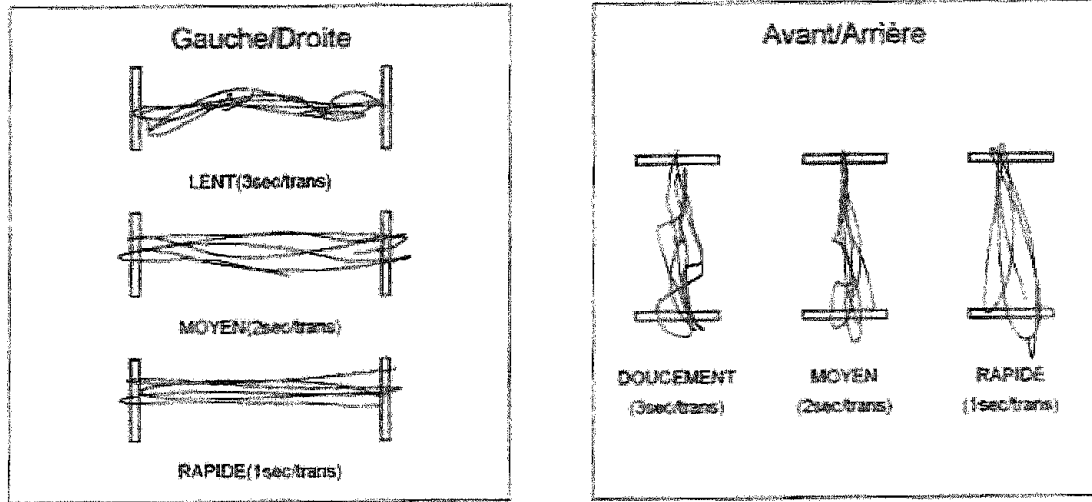 Gauche/Droite
LENT(3sec/trans)
MOYEN(2sec/trans)
RAPIDE(1sec/trans)
Avant/Arrière
DOUCEMENT
(3sec/trans)
MOYEN
(2sec/trans)
RAPIDE
(1sec/trans)